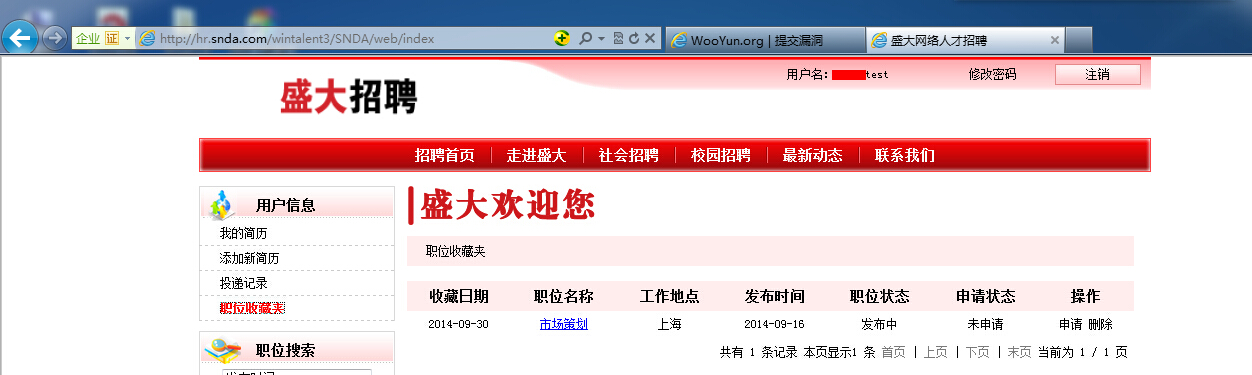 企业 证 http://hr.snda.com/wintalent3/SNDA/web/index WooYun.org | 提交漏洞 盛大网络人才招聘
用户名: test 修改密码 注销
盛大招聘
招聘首页 走进盛大 社会招聘 校园招聘 最新动态 联系我们
用户信息
我的简历
添加新简历
投递记录
职位收藏夹
职位搜索
盛大欢迎您
职位收藏夹
收藏日期 职位名称 工作地点 发布时间 职位状态 申请状态 操作
2014-09-30 市场策划 上海 2014-09-16 发布中 未申请 申请 删除
共有 1 条记录 本页显示1 条 首页 | 上页 | 下页 | 末页 当前为 1 / 1 页